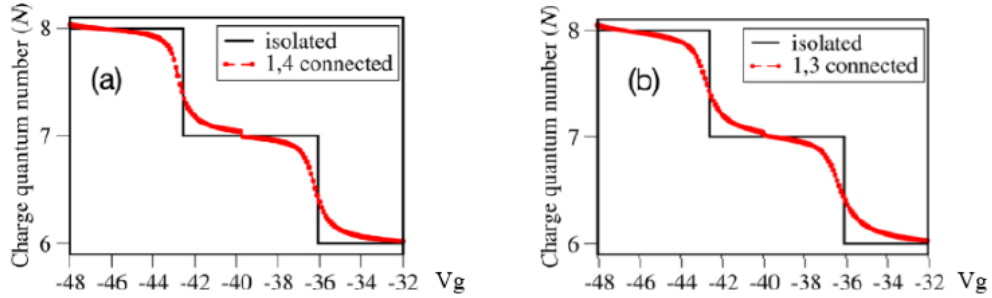 Charge quantum number (N)
8
7
6
(a)
isolated
1,4 connected
-48 -46 -44 -42 -40 -38 -36 -34 -32 Vg
Charge quantum number (N)
8
7
6
(b)
isolated
1,3 connected
-48 -46 -44 -42 -40 -38 -36 -34 -32 Vg